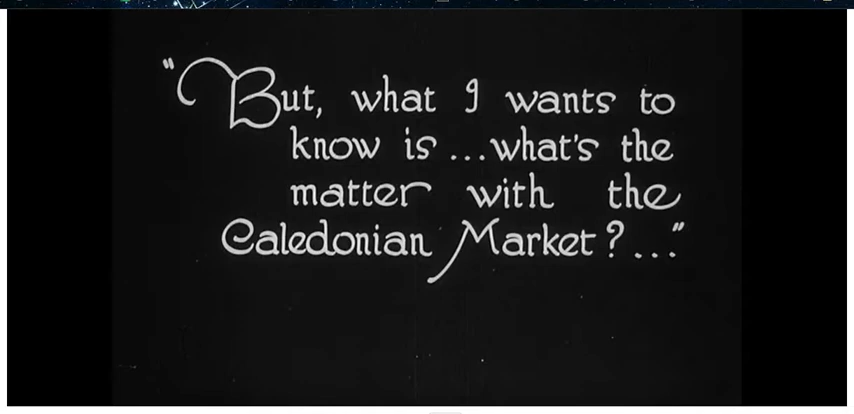 "But, what I wants to
know is...what's the
matter with the
Caledonian Market?..."